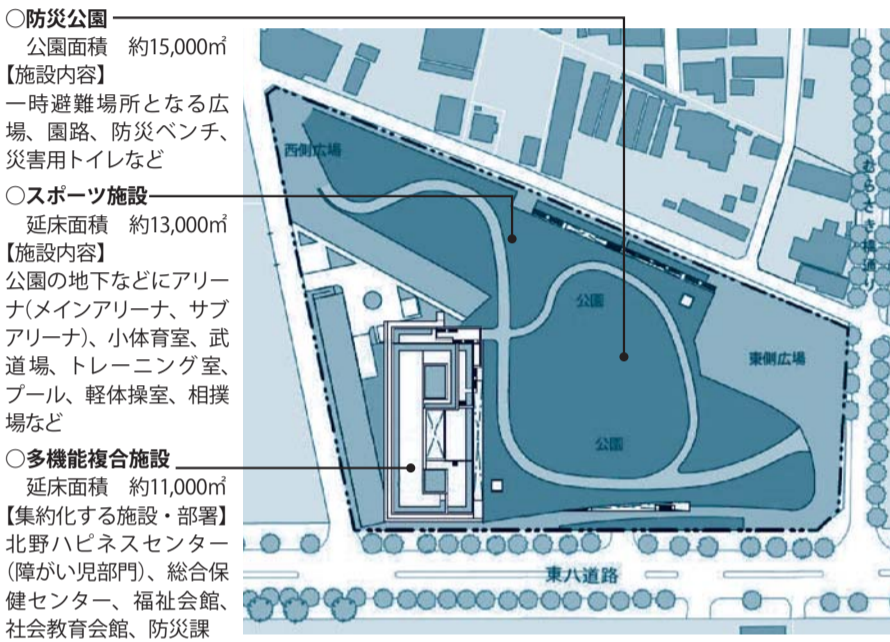 ○防災公園
公園面積　約15,000㎡
【施設内容】
一時避難場所となる広
場、園路、防災ベンチ、
災害用トイレなど
○スポーツ施設
延床面積　約13,000㎡
【施設内容】
公園の地下などにアリー
ナ(メインアリーナ、サブ
アリーナ)、小体育室、武
道場、トレーニング室、
プール、軽体操室、相撲
場など
○多機能複合施設
延床面積　約11,000㎡
【集約化する施設・部署】
北野ハピネスセンター
(障がい児部門)、総合保
健センター、福祉会館、
社会教育会館、防災課
西側広場
公園
公園
東側広場
むらさき橋通り
東八道路